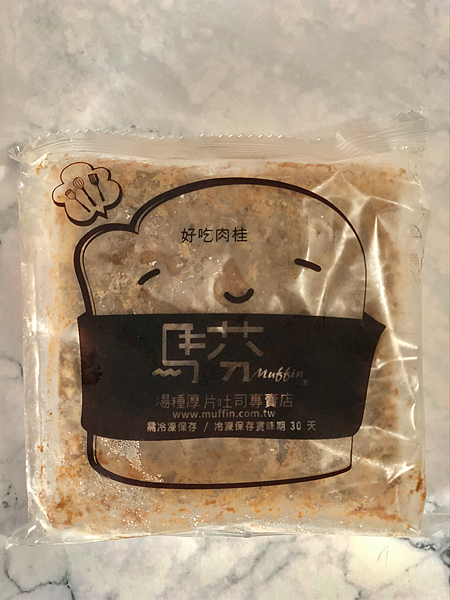 好吃肉桂
馬芬
Muffin
湯種厚片吐司專賣店
www.muffin.com.tw
需冷凍保存 / 冷凍保存賞味期 30 天